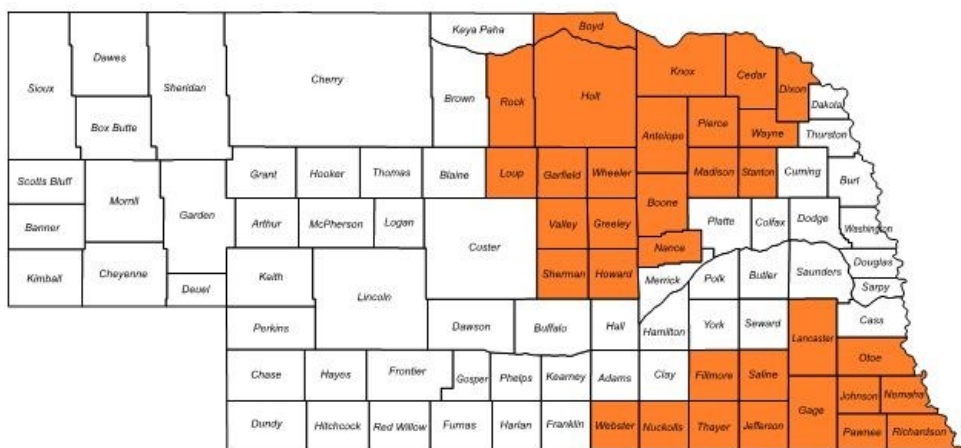 Keya Paha
Boyd
Dawes
Cherry
Knox
Cedar
Sioux
Sheridan
Brown
Rock
Holt
Dixon
Dakota
Box Butte
Antelope
Pierce
Wayne
Thurston
Scotts Bluff
Grant
Hooker
Thomas
Blaine
Loup
Garfield
Wheeler
Madison
Stanton
Cuming
Burt
Morrill
Garden
Banner
Arthur
McPherson
Logan
Custer
Valley
Greeley
Boone
Platte
Colfax
Dodge
Washington
Nance
Kimball
Cheyenne
Deuel
Keith
Lincoln
Sherman
Howard
Merrick
Polk
Butler
Saunders
Douglas
Sarpy
Perkins
Dawson
Buffalo
Hall
Hamilton
York
Seward
Lancaster
Cass
Otoe
Chase
Hayes
Frontier
Gosper
Phelps
Kearney
Adams
Clay
Fillmore
Saline
Johnson
Nemaha
Gage
Dundy
Hitchcock
Red Willow
Furnas
Harlan
Franklin
Webster
Nuckolls
Thayer
Jefferson
Pawnee
Richardson